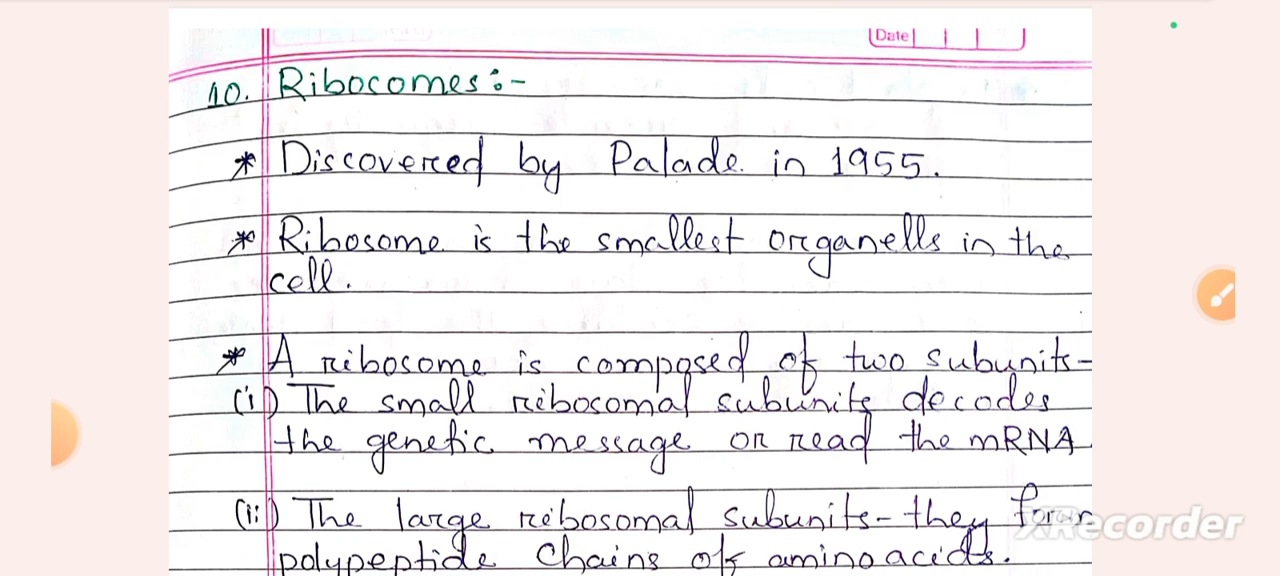 Date
10. Ribocomes:-
* Discovered by Palade in 1955.
* Ribosome is the smallest organells in the
cell.
* A ribosome is composed of two subunits-
(i) The small ribosomal subunits decodes
the genetic message or read the mRNA
(ii) The large ribosomal subunits- they form
polypeptide chains of aminoacids.
XRecorder